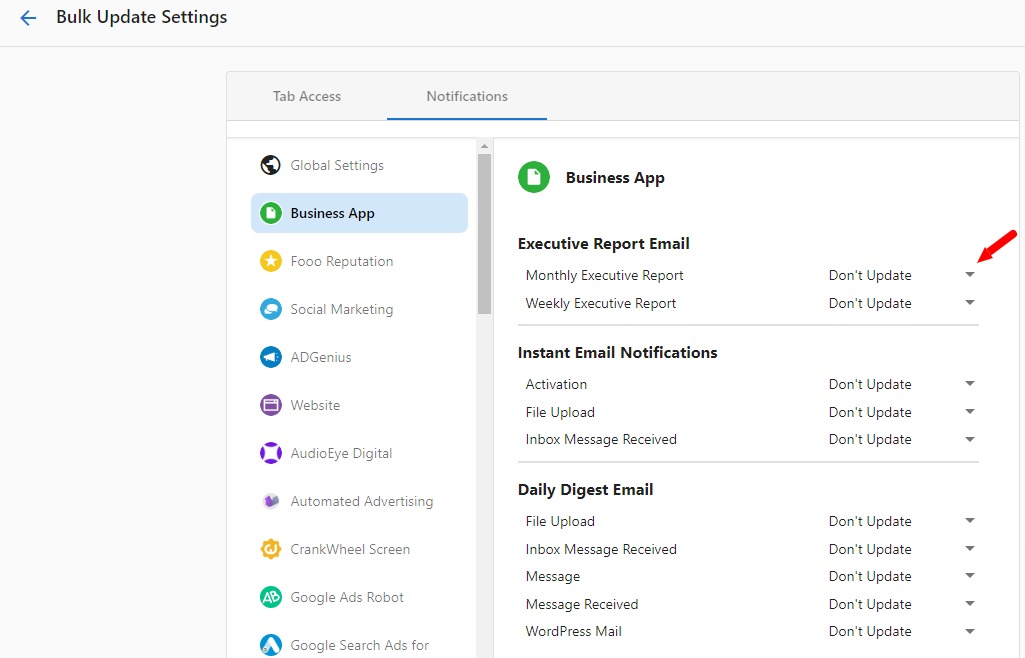 Bulk Update Settings
Tab Access
Notifications
Global Settings
Business App
Fooo Reputation
Social Marketing
ADGenius
Website
AudioEye Digital
Automated Advertising
CrankWheel Screen
Google Ads Robot
Google Search Ads for
Business App
Executive Report Email
Monthly Executive Report Don't Update
Weekly Executive Report Don't Update
Instant Email Notifications
Activation Don't Update
File Upload Don't Update
Inbox Message Received Don't Update
Daily Digest Email
File Upload Don't Update
Inbox Message Received Don't Update
Message Don't Update
Message Received Don't Update
WordPress Mail Don't Update